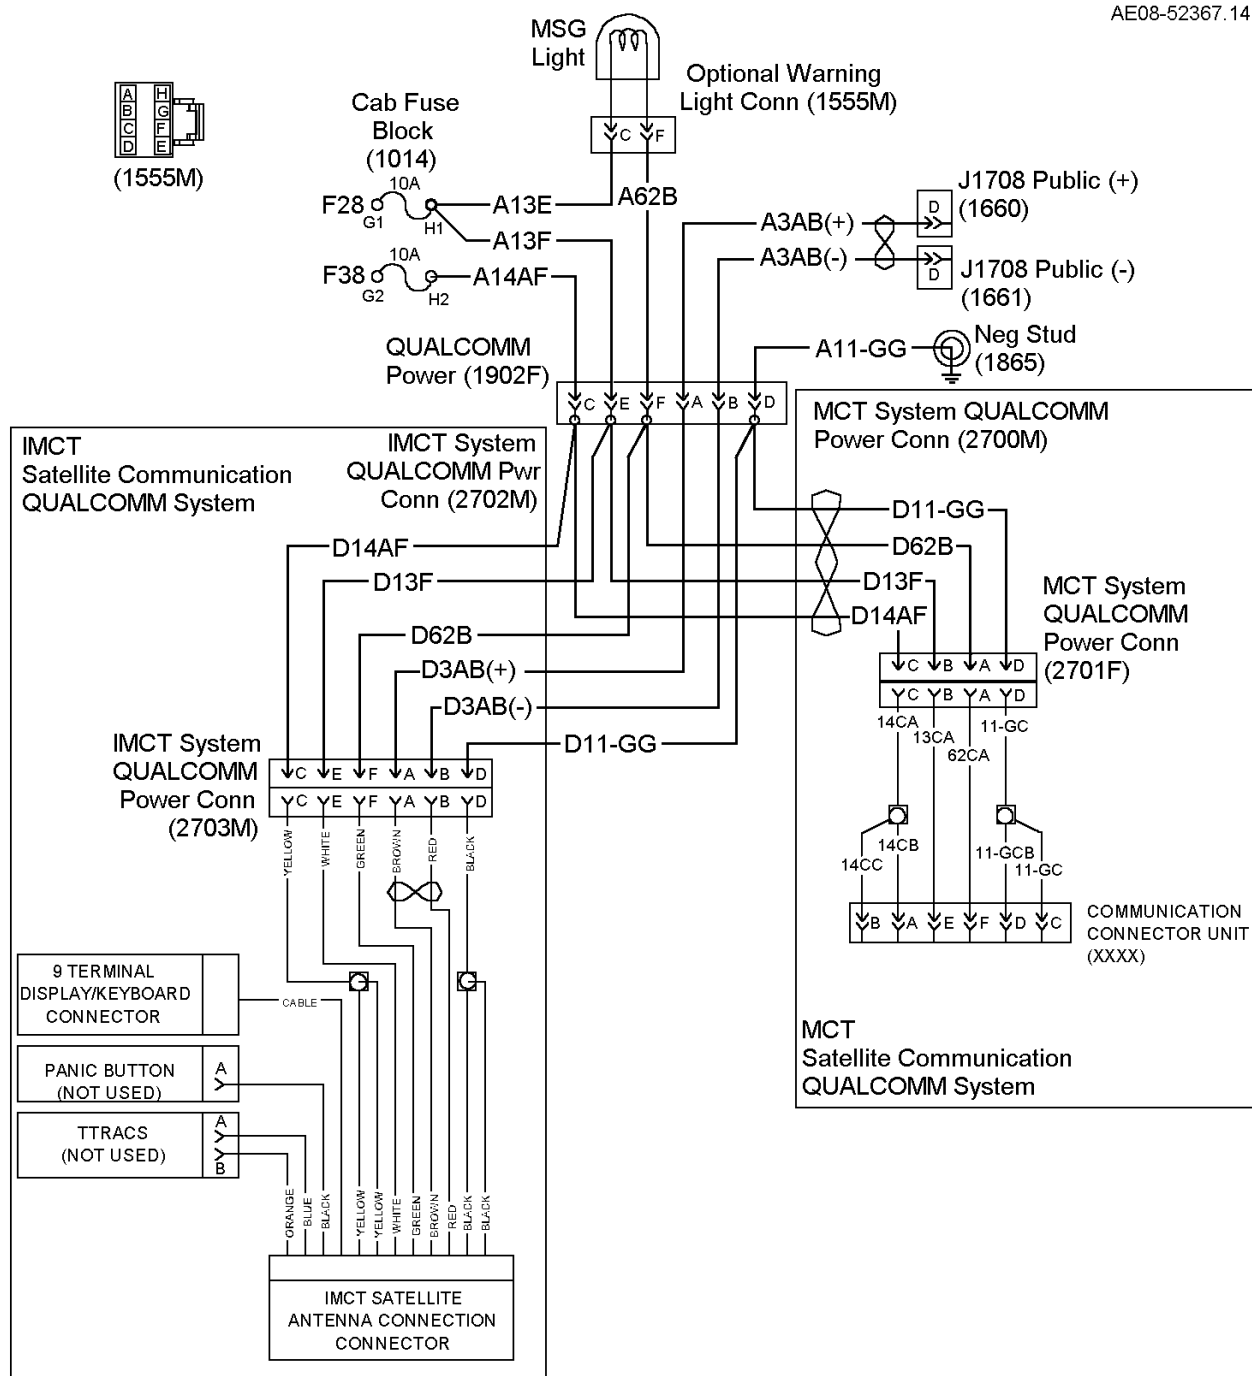 AE08-52367.14
MSG
Light
Optional Warning
Light Conn (1555M)
C F
A H
B G
C F
D E
(1555M)
Cab Fuse
Block
(1014)
10A
F28
G1
H1
A13E
A13F
A62B
10A
F38
G2
H2
A14AF
A3AB(+)
A3AB(-)
D
J1708 Public (+)
(1660)
D
J1708 Public (-)
(1661)
A11-GG
Neg Stud
(1865)
QUALCOMM
Power (1902F)
C E F A B D
IMCT
Satellite Communication
QUALCOMM System
IMCT System
QUALCOMM Pwr
Conn (2702M)
MCT System QUALCOMM
Power Conn (2700M)
D14AF
D13F
D62B
D3AB(+)
D3AB(-)
D11-GG
D11-GG
D62B
D13F
D14AF
MCT System
QUALCOMM
Power Conn
(2701F)
C B A D
C B A D
14CA
13CA
62CA
11-GC
14CC
14CB
11-GCB
11-GC
B A E F D C
COMMUNICATION
CONNECTOR UNIT
(XXXX)
MCT
Satellite Communication
QUALCOMM System
IMCT System
QUALCOMM
Power Conn
(2703M)
C E F A B D
C E F A B D
YELLOW
WHITE
GREEN
BROWN
RED
BLACK
9 TERMINAL
DISPLAY/KEYBOARD
CONNECTOR
CABLE
PANIC BUTTON
(NOT USED)
A
TTRACS
(NOT USED)
A
B
ORANGE
BLUE
BLACK
YELLOW
YELLOW
WHITE
GREEN
BROWN
RED
BLACK
BLACK
IMCT SATELLITE
ANTENNA CONNECTION
CONNECTOR